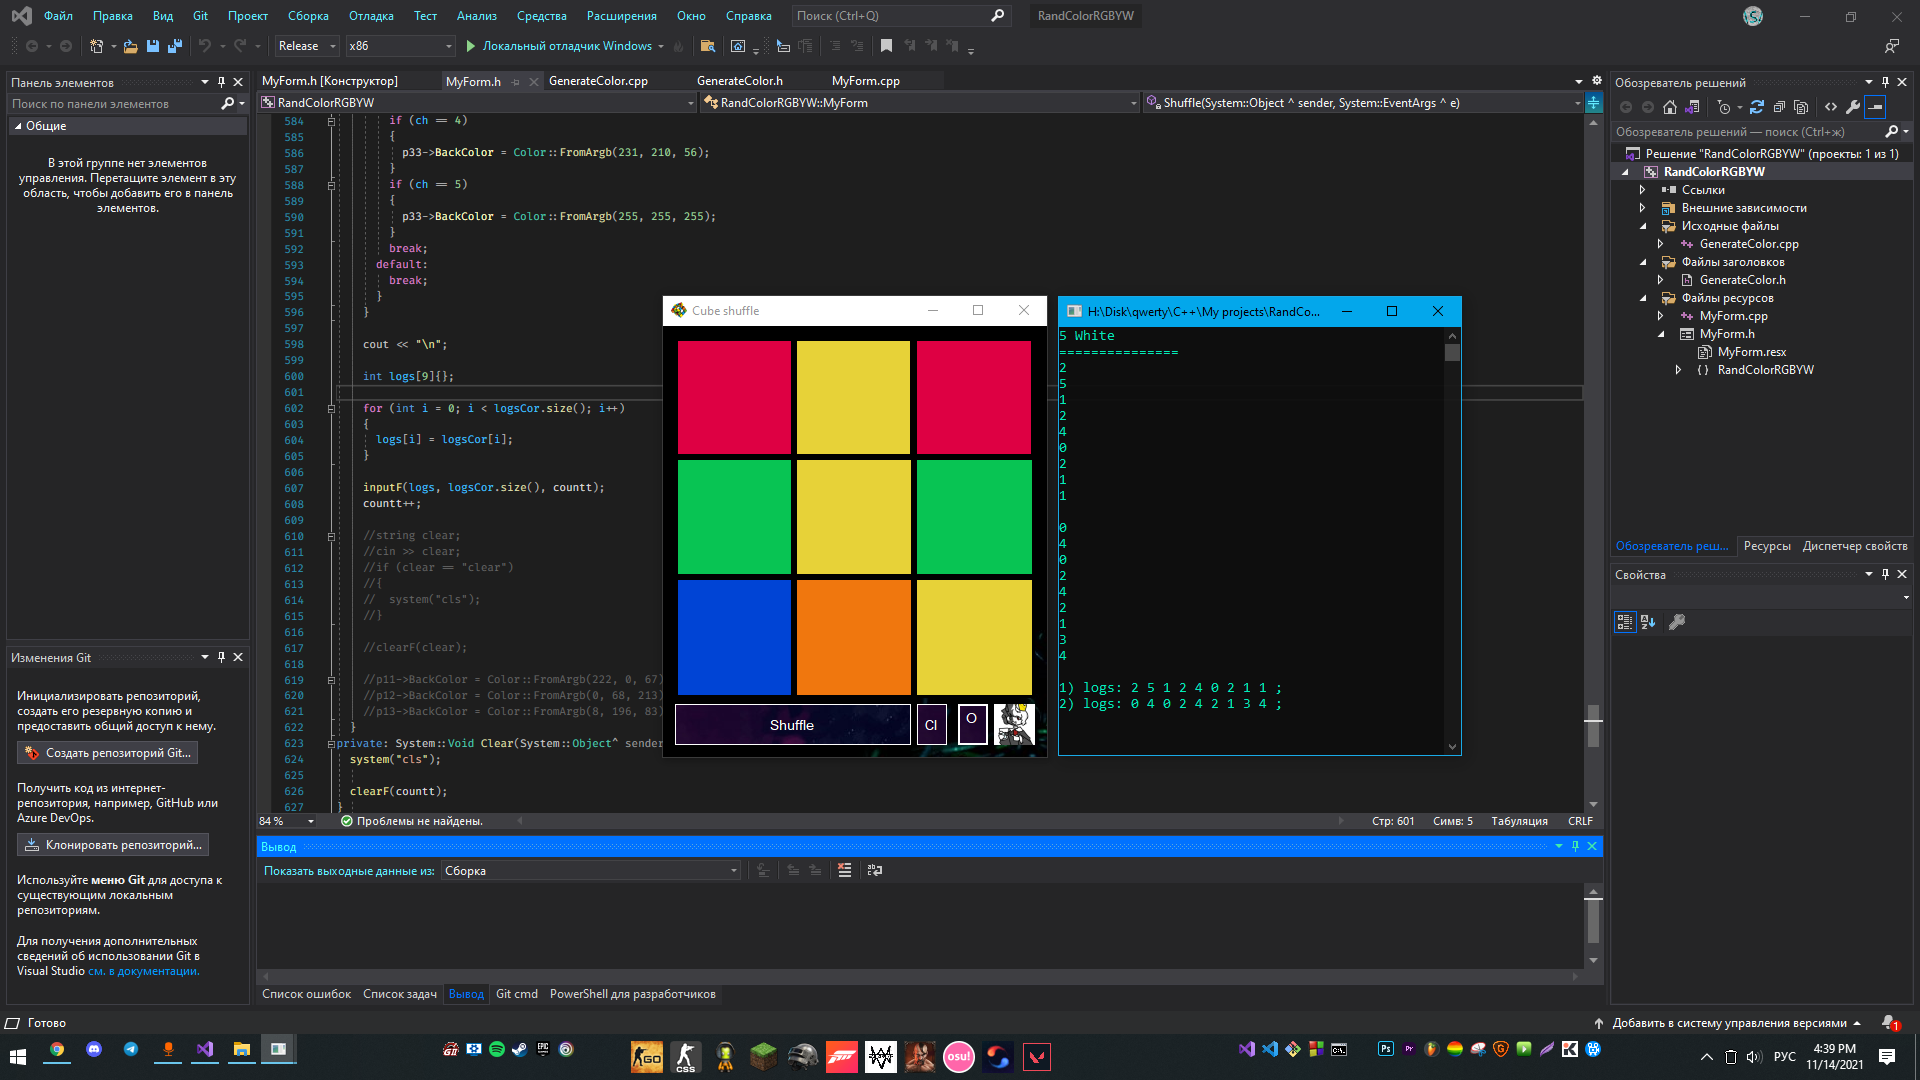 Файл Правка Вид Git Проект Сборка Отладка Тест Анализ Средства Расширения Окно Справка Поиск (Ctrl+Q) RandColorRGBYW
Release x86 Локальный отладчик Windows
Панель элементов
Поиск по панели элементов
Общие
В этой группе нет элементов
управления. Перетащите элемент в эту
область, чтобы добавить его в панель
элементов.
Изменения Git
Инициализировать репозиторий,
создать его резервную копию и
предоставить общий доступ к нему.
Создать репозиторий Git...
Получить код из интернет-
репозитория, например, GitHub или
Azure DevOps.
Клонировать репозиторий...
Используйте меню Git для доступа к
существующим локальным
репозиториям.
Для получения дополнительных
сведений об использовании Git в
Visual Studio см. в документации.
MyForm.h [Конструктор] MyForm.h GenerateColor.cpp GenerateColor.h MyForm.cpp
RandColorRGBYW RandColorRGBYW::MyForm Shuffle(System::Object ^ sender, System::EventArgs ^ e)
584 if (ch == 4)
585 {
586 p33->BackColor = Color::FromArgb(231, 210, 56);
587 }
588 if (ch == 5)
589 {
590 p33->BackColor = Color::FromArgb(255, 255, 255);
591 }
592 break;
593 default:
594 break;
595 }
596 }
597
598 cout << "\n";
599
600 int logs[9]{};
601
602 for (int i = 0; i < logsCor.size(); i++)
603 {
604 logs[i] = logsCor[i];
605 }
606
607 inputF(logs, logsCor.size(), countt);
608 countt++;
609
610 //string clear;
611 //cin >> clear;
612 //if (clear == "clear")
613 //{
614 // system("cls");
615 //}
616
617 //clearF(clear);
618
619 //p11->BackColor = Color::FromArgb(222, 0, 67)
620 //p12->BackColor = Color::FromArgb(0, 68, 213)
621 //p13->BackColor = Color::FromArgb(8, 196, 83)
622 }
623 private: System::Void Clear(System::Object^ sender
624 system("cls");
625
626 clearF(countt);
627 }
84 % Проблемы не найдены. Стр: 601 Симв: 5 Табуляция CRLF
Cube shuffle
Shuffle Cl O
H:\Disk\qwerty\C++\My projects\RandCo...
5 White
===============
2
5
1
2
4
0
2
1
1
0
4
0
2
4
2
1
3
4
1) logs: 2 5 1 2 4 0 2 1 1 ;
2) logs: 0 4 0 2 4 2 1 3 4 ;
Вывод
Показать выходные данные из: Сборка
Список ошибок Список задач Вывод Git cmd PowerShell для разработчиков
Обозреватель решений
Обозреватель решений — поиск (Ctrl+ж)
Решение "RandColorRGBYW" (проекты: 1 из 1)
RandColorRGBYW
Ссылки
Внешние зависимости
Исходные файлы
GenerateColor.cpp
Файлы заголовков
GenerateColor.h
Файлы ресурсов
MyForm.cpp
MyForm.h
MyForm.resx
{ } RandColorRGBYW
Обозреватель реш... Ресурсы Диспетчер свойств
Свойства
Готово Добавить в систему управления версиями 1
GO CSS osu! Ps Pr РУС 4:39 PM
11/14/2021